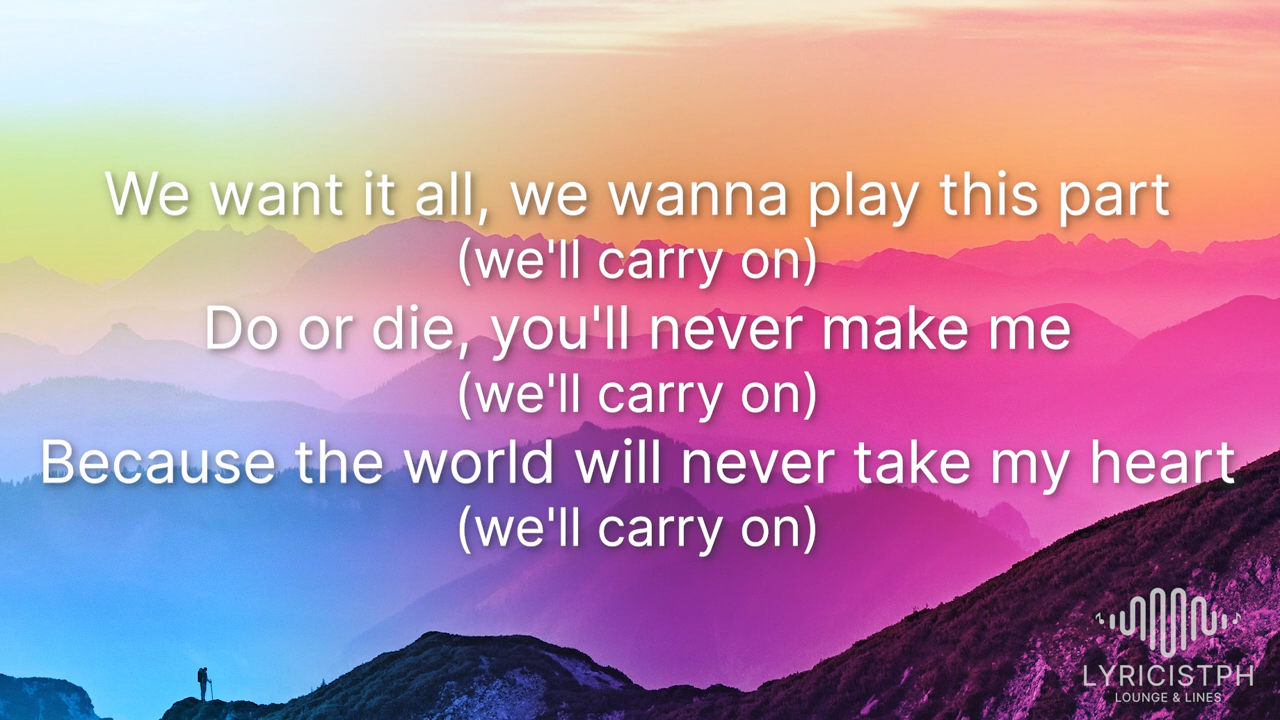 We want it all, we wanna play this part
(we'll carry on)
Do or die, you'll never make me
(we'll carry on)
Because the world will never take my heart
(we'll carry on)
LYRICISTPH
LOUNGE & LINES